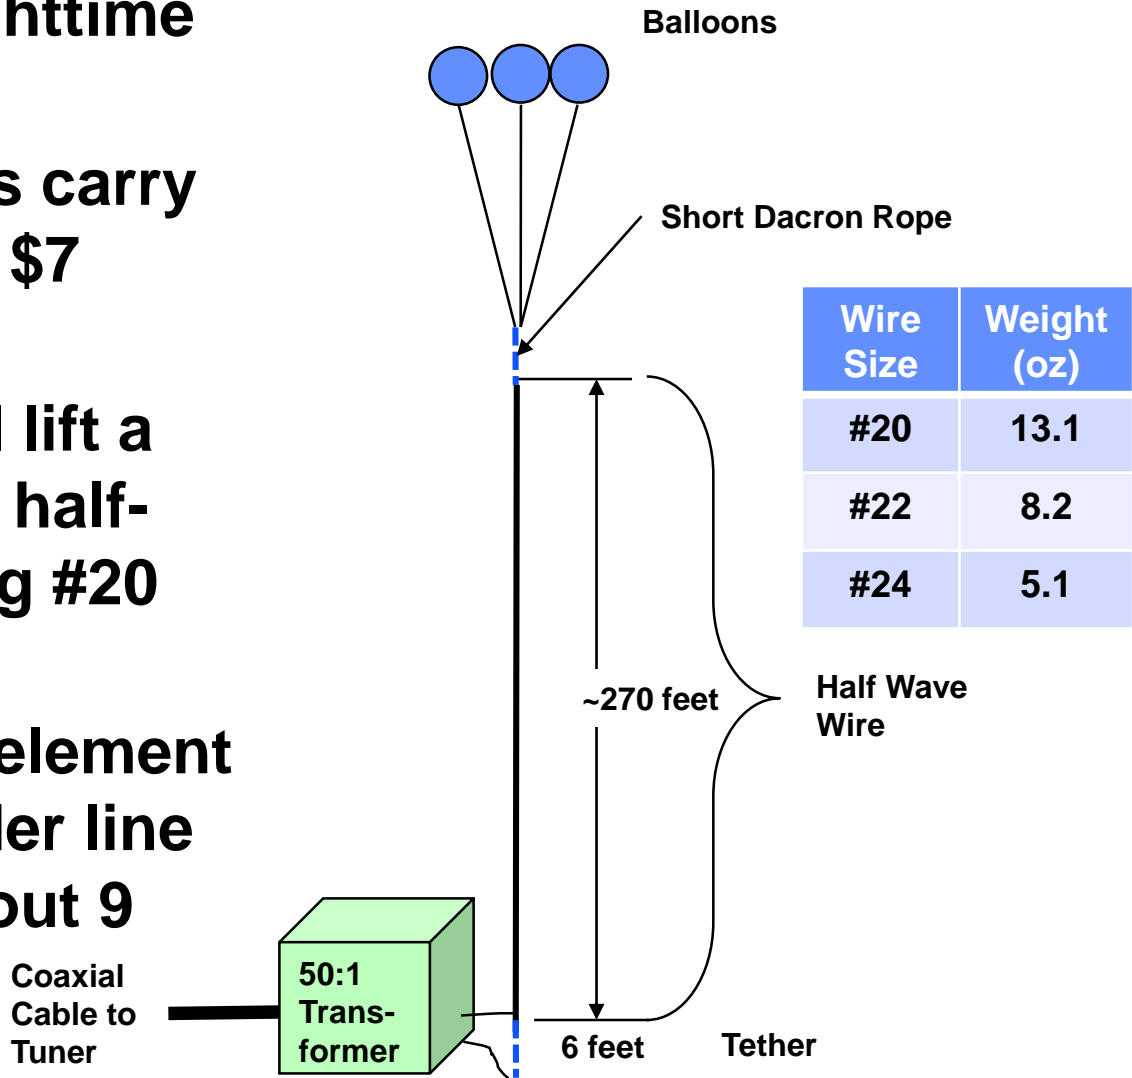 httime
s carry
$7
l lift a
half-
g #20
element
ler line
out 9
Balloons
Short Dacron Rope
Wire Size Weight (oz)
#20 13.1
#22 8.2
#24 5.1
~270 feet
Half Wave
Wire
Coaxial
Cable to
Tuner
50:1
Trans-
former
6 feet
Tether